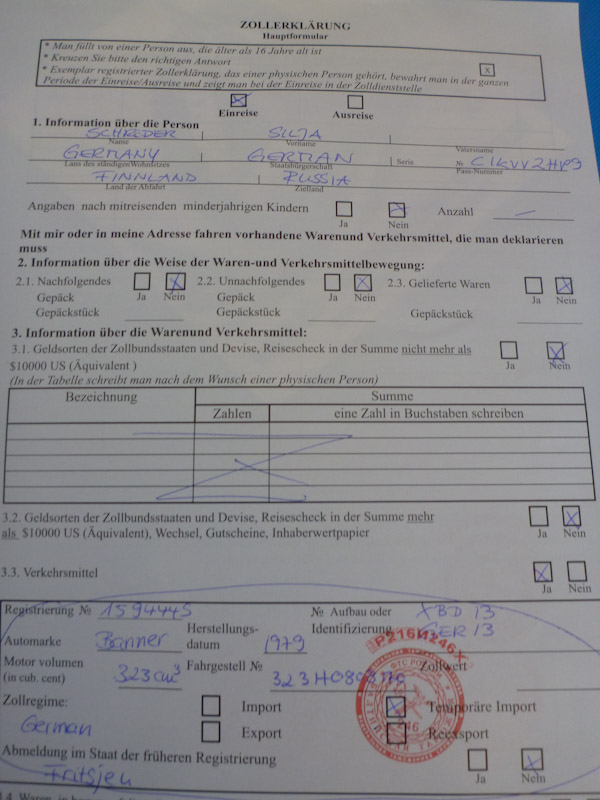 ZOLLERKLÄRUNG
Hauptformular
* Man füllt von einer Person aus, die älter als 16 Jahre alt ist
* Kreuzen Sie bitte den richtigen Antwort
* Exemplar registrierter Zollerklärung, das einer physischen Person gehört, bewahrt man in der ganzen
Periode der Einreise/Ausreise und zeigt man bei der Einreise in der Zolldienststelle
x
Einreise Ausreise
1. Information über die Person
SCHRÖDER SILJA
Name Vorname Vatersname
GERMANY GERMAN Serie № C1KVV2HP9
Lans des ständigenWohnsitzes Staatsbürgerschaft Pass-Nummer
FINNLAND RUSSIA
Land der Abfahrt Zielland
Angaben nach mitreisenden minderjährigen Kindern Ja Nein Anzahl —
Mit mir oder in meine Adresse fahren vorhandene Warenund Verkehrsmittel, die man deklarieren
muss
2. Information über die Weise der Waren-und Verkehrsmittelbewegung:
2.1. Nachfolgendes Ja Nein 2.2. Unnachfolgendes Ja Nein 2.3. Gelieferte Waren Ja Nein
Gepäck Gepäck
Gepäckstück Gepäckstück Gepäckstück
3. Information über die Warenund Verkehrsmittel:
3.1. Geldsorten der Zollbundsstaaten und Devise, Reisescheck in der Summe nicht mehr als
$10000 US (Äquivalent ) Ja Nein
(In der Tabelle schreibt man nach dem Wunsch einer physischen Person)
Bezeichnung Summe
Zahlen eine Zahl in Buchstaben schreiben
3.2. Geldsorten der Zollbundsstaaten und Devise, Reisescheck in der Summe mehr
als $10000 US (Äquivalent), Wechsel, Gutscheine, Inhaberwertpapier Ja Nein
3.3. Verkehrsmittel Ja Nein
Registrierung № 1594445 № Aufbau oder XBD 13
Identifizierung GER 13
Automarke Banner Herstellungs-
datum 1979
Motor volumen
(in cub. cent) 323 cm³ Fahrgestell № Zollwert
Р216И246Х
246
Zollregime: Import Temporäre Import
German Export Reexsport
Abmeldung im Staat der früheren Registrierung Ja Nein
Fritsjen